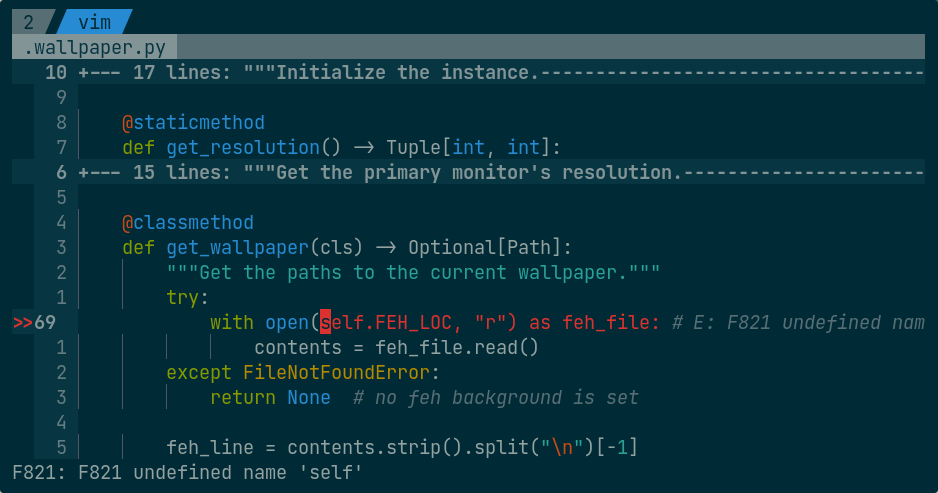 2 vim
.wallpaper.py
10 +--- 17 lines: """Initialize the instance.-----------------------------------
9
8 @staticmethod
7 def get_resolution() -> Tuple[int, int]:
6 +--- 15 lines: """Get the primary monitor's resolution.----------------------
5
4 @classmethod
3 def get_wallpaper(cls) -> Optional[Path]:
2 """Get the paths to the current wallpaper."""
1 try:
>>69 with open(self.FEH_LOC, "r") as feh_file: # E: F821 undefined nam
1 contents = feh_file.read()
2 except FileNotFoundError:
3 return None # no feh background is set
4
5 feh_line = contents.strip().split("\n")[-1]
F821: F821 undefined name 'self'